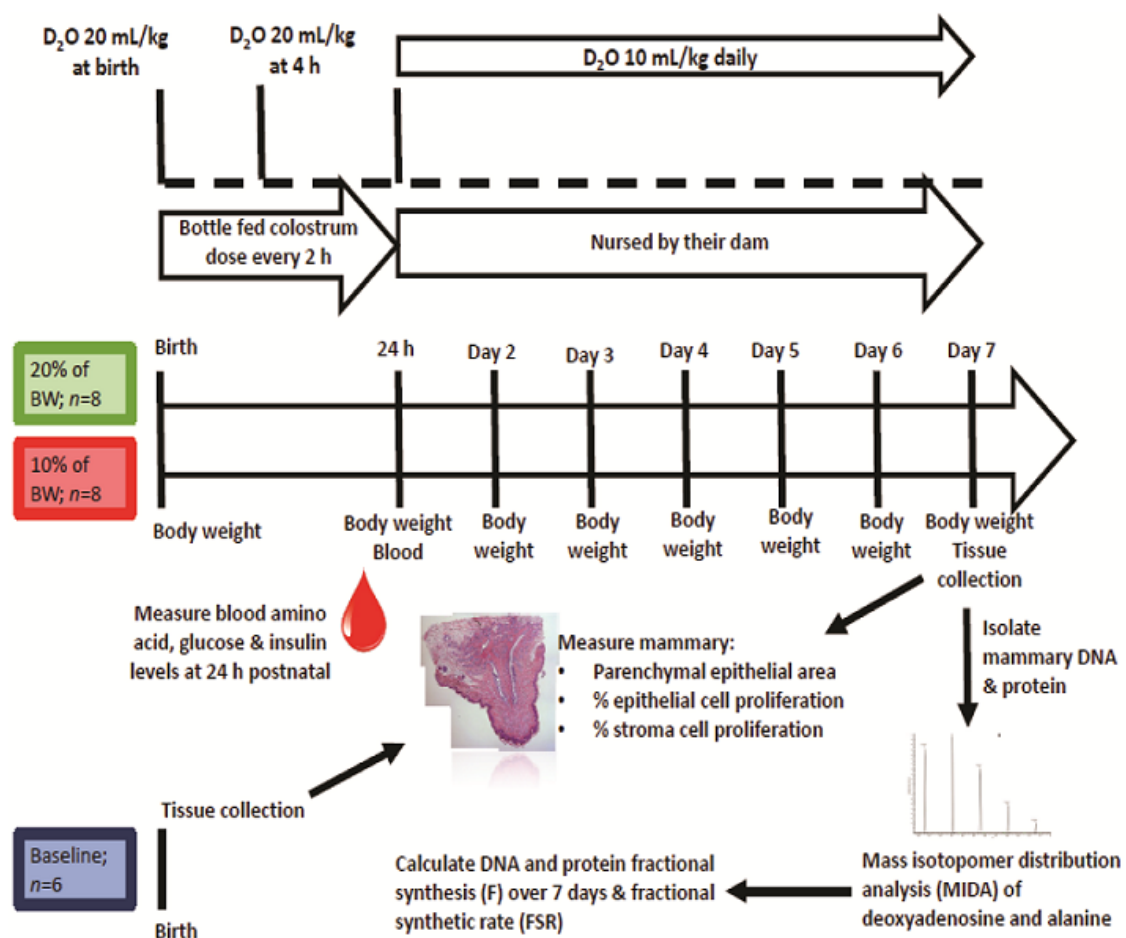 D₂O 20 mL/kg
at birth
D₂O 20 mL/kg
at 4 h
D₂O 10 mL/kg daily
Bottle fed colostrum
dose every 2 h
Nursed by their dam
20% of
BW; n=8
10% of
BW; n=8
Birth
24 h
Day 2
Day 3
Day 4
Day 5
Day 6
Day 7
Body weight
Body weight
Blood
Body
weight
Body
weight
Body
weight
Body
weight
Body
weight
Body weight
Tissue
collection
Measure blood amino
acid, glucose & insulin
levels at 24 h postnatal
Measure mammary:
• Parenchymal epithelial area
• % epithelial cell proliferation
• % stroma cell proliferation
Isolate
mammary DNA
& protein
Tissue collection
Baseline;
n=6
Birth
Calculate DNA and protein fractional
synthesis (F) over 7 days & fractional
synthetic rate (FSR)
Mass isotopomer distribution
analysis (MIDA) of
deoxyadenosine and alanine